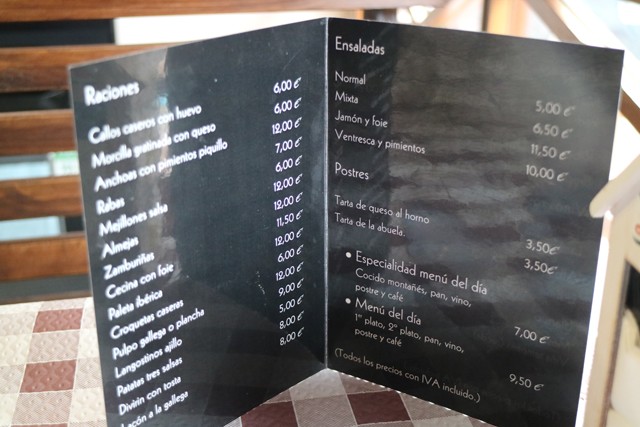 Raciones
Callos caseros con huevo 6,00 €
Morcilla gratinada con queso 6,00 €
Anchoas con pimientos piquillo 12,00 €
Rabas 7,00 €
Mejillones salsa 6,00 €
Almejas 12,00 €
Zamburiñas 12,00 €
Cecina con foie 11,50 €
Paleta ibérica 12,00 €
Croquetas caseras 6,00 €
Pulpo gallega o plancha 12,00 €
Langostinos ajillo 9,00 €
Patatas tres salsas 5,00 €
Divirin con tosta 8,00 €
Lacón a la gallega 8,00 €
Ensaladas
Normal 5,00 €
Mixta 6,50 €
Jamón y foie 11,50 €
Ventresca y pimientos 10,00 €
Postres
Tarta de queso al horno 3,50€
Tarta de la abuela. 3,50€
• Especialidad menú del día
Cocido montañés, pan, vino,
postre y café 7,00 €
• Menú del día
1º plato, 2º plato, pan, vino,
postre y café 9,50 €
(Todos los precios con IVA incluido.)